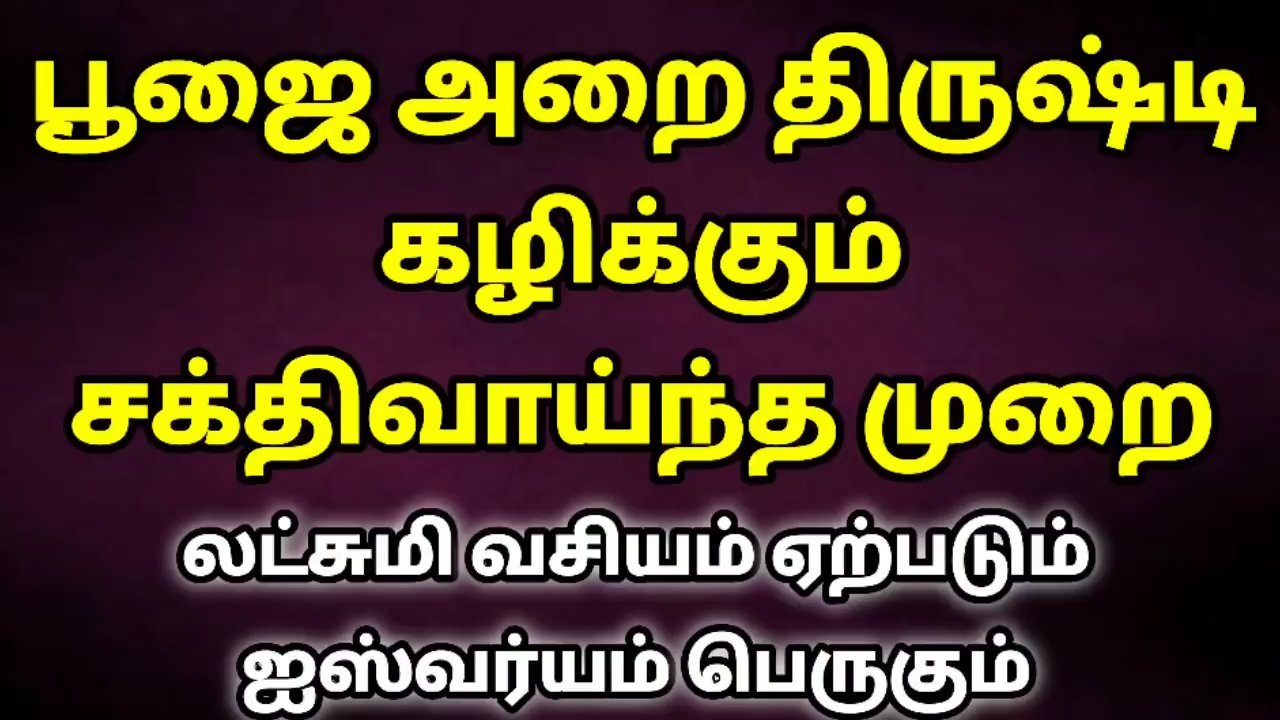 பூஜை அறை திருஷ்டி
கழிக்கும்
சக்திவாய்ந்த முறை
லட்சுமி வசியம் ஏற்படும்
ஐஸ்வர்யம் பெருகும்